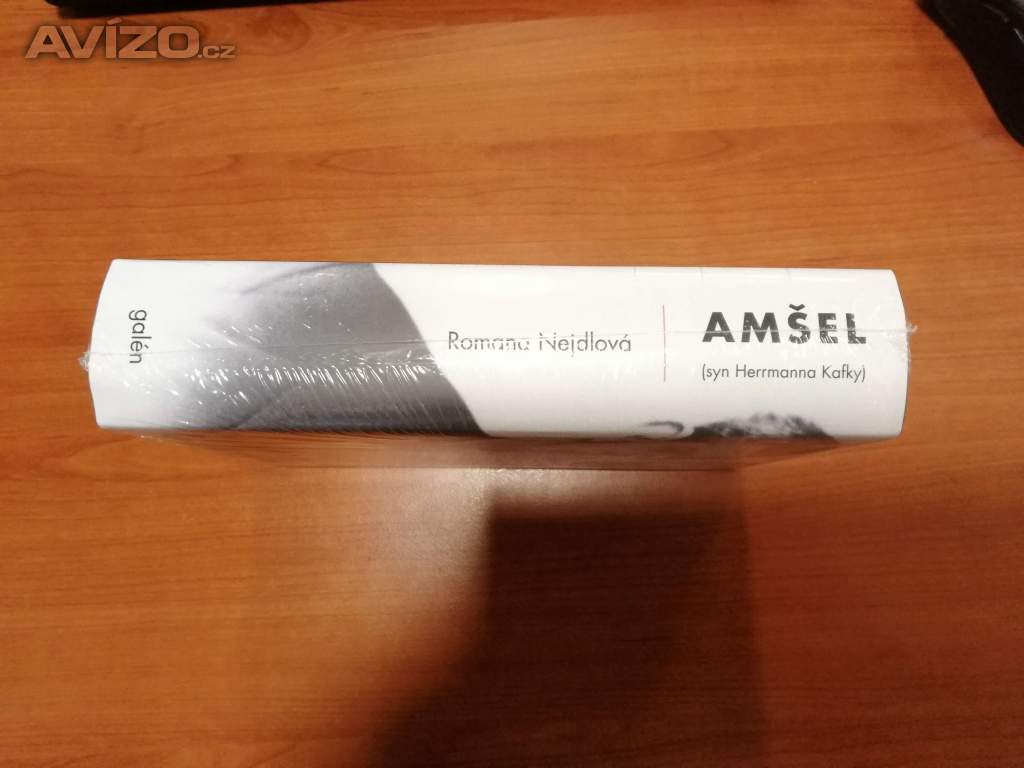 AVÍZO.cz
galén
Romana Nejdlová
AMŠEL
(syn Herrmanna Kafky)